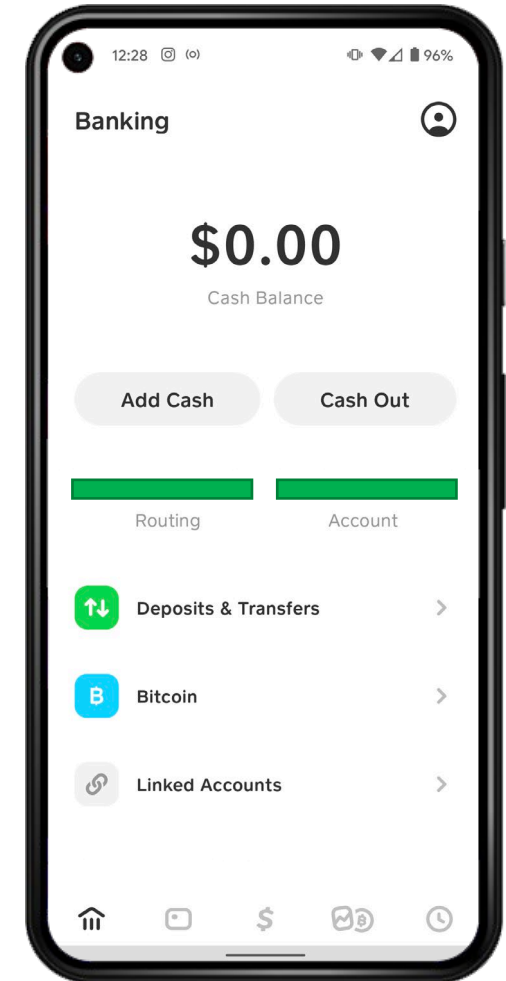 12:28 96%
Banking
$0.00
Cash Balance
Add Cash Cash Out
Routing Account
Deposits & Transfers
Bitcoin
Linked Accounts